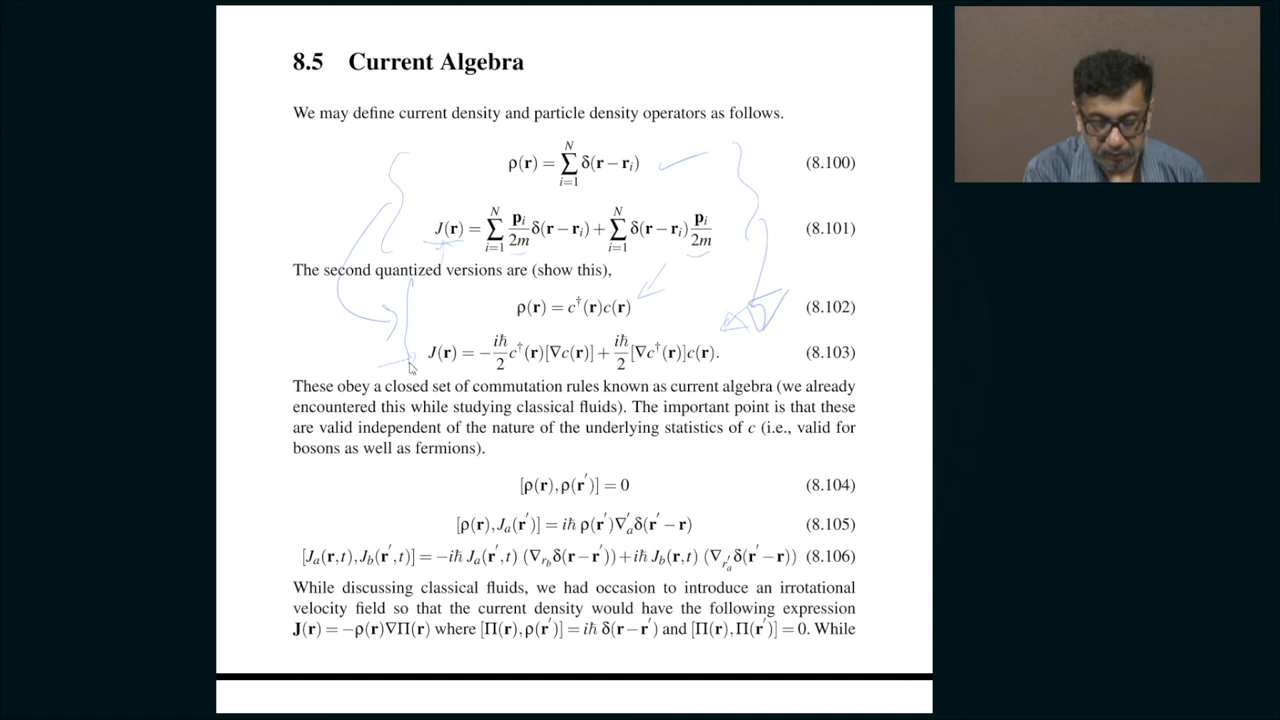 8.5 Current Algebra
We may define current density and particle density operators as follows.
ρ(r) = ∑_{i=1}^{N} δ(r − r_i) (8.100)
J(r) = ∑_{i=1}^{N} p_i/2m δ(r − r_i) + ∑_{i=1}^{N} δ(r − r_i) p_i/2m (8.101)
The second quantized versions are (show this),
ρ(r) = c†(r)c(r) (8.102)
J(r) = −iħ/2 c†(r)[∇c(r)] + iħ/2 [∇c†(r)]c(r). (8.103)
These obey a closed set of commutation rules known as current algebra (we already
encountered this while studying classical fluids). The important point is that these
are valid independent of the nature of the underlying statistics of c (i.e., valid for
bosons as well as fermions).
[ρ(r), ρ(r′)] = 0 (8.104)
[ρ(r), J_a(r′)] = iħ ρ(r′)∇′_a δ(r′ − r) (8.105)
[J_a(r,t), J_b(r′,t)] = −iħ J_a(r′,t) (∇_{r_b} δ(r − r′)) + iħ J_b(r,t) (∇_{r′_a} δ(r′ − r)) (8.106)
While discussing classical fluids, we had occasion to introduce an irrotational
velocity field so that the current density would have the following expression
J(r) = −ρ(r)∇Π(r) where [Π(r), ρ(r′)] = iħ δ(r − r′) and [Π(r), Π(r′)] = 0. While